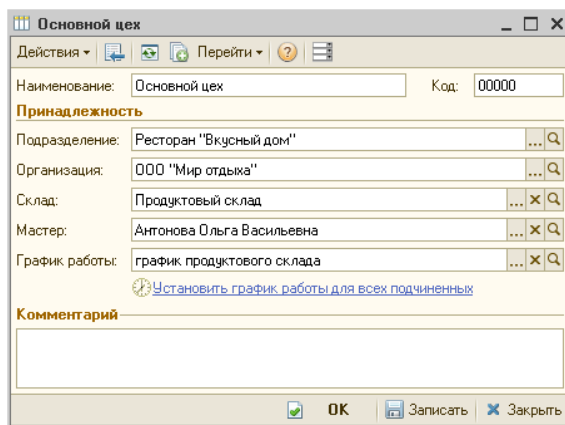 Основной цех
Действия Перейти
Наименование: Основной цех Код: 00000
Принадлежность
Подразделение: Ресторан "Вкусный дом" ...
Организация: ООО "Мир отдыха" ...
Склад: Продуктовый склад ...
Мастер: Антонова Ольга Васильевна ...
График работы: график продуктового склада ...
Установить график работы для всех подчиненных
Комментарий
OK Записать Закрыть